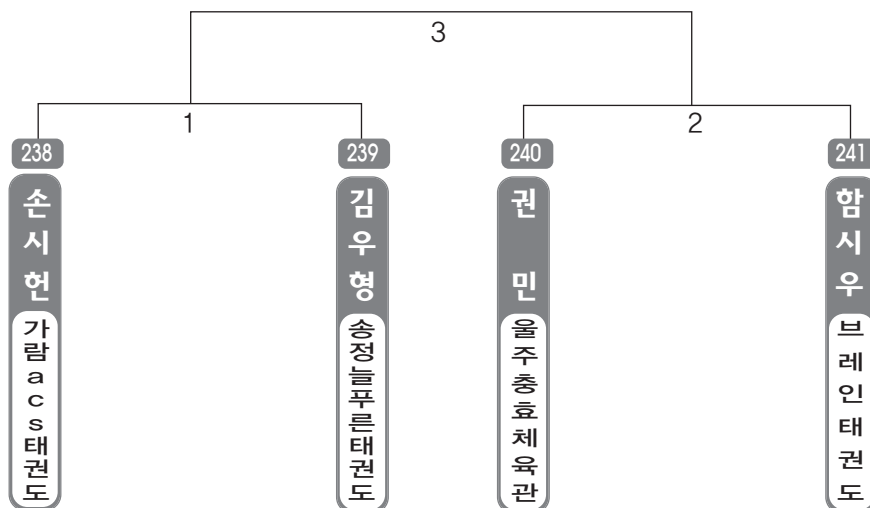 3
1
2
238
239
240
241
손시헌
김우형
권 민
함시우
가람acs태권도
송정늘푸른태권도
울주충효체육관
브레인태권도